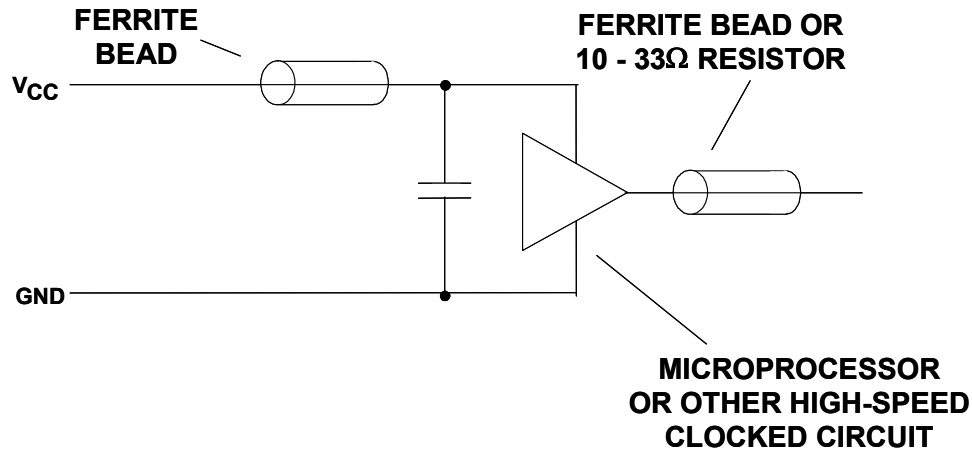 FERRITE
BEAD
FERRITE BEAD OR
10 - 33Ω RESISTOR
VCC
GND
MICROPROCESSOR
OR OTHER HIGH-SPEED
CLOCKED CIRCUIT